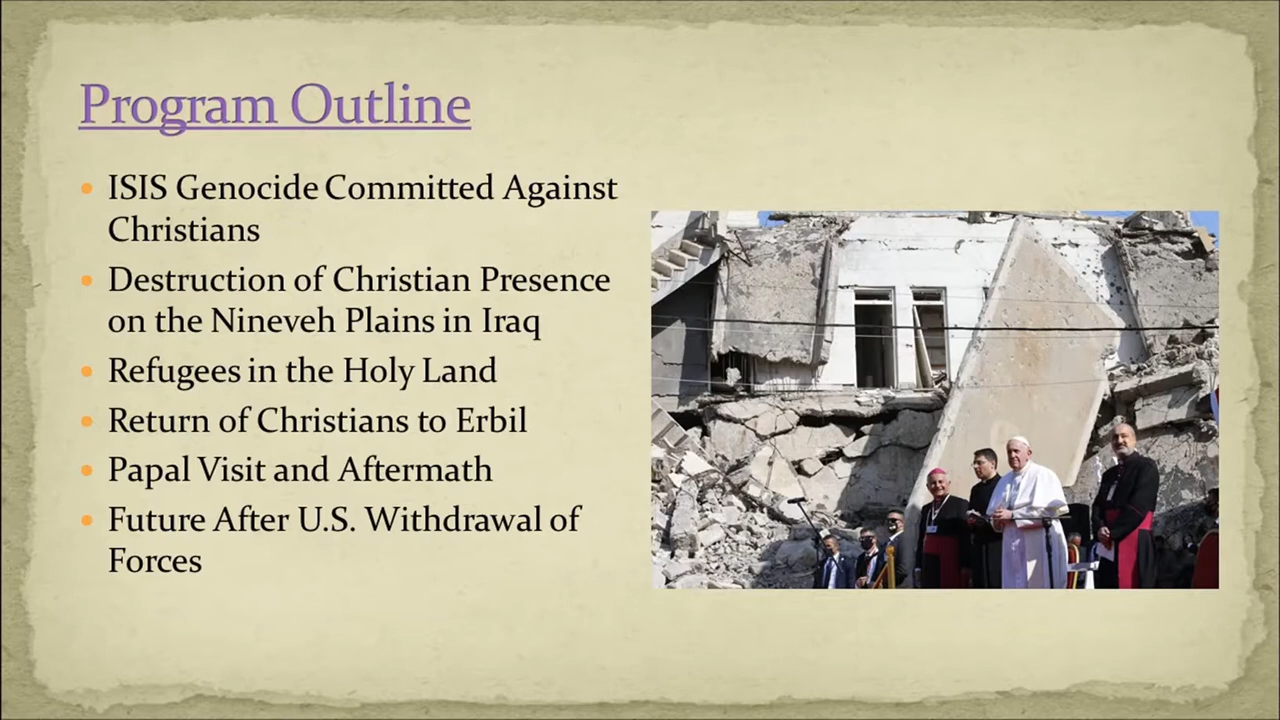 Program Outline
ISIS Genocide Committed Against
Christians
Destruction of Christian Presence
on the Nineveh Plains in Iraq
Refugees in the Holy Land
Return of Christians to Erbil
Papal Visit and Aftermath
Future After U.S. Withdrawal of
Forces